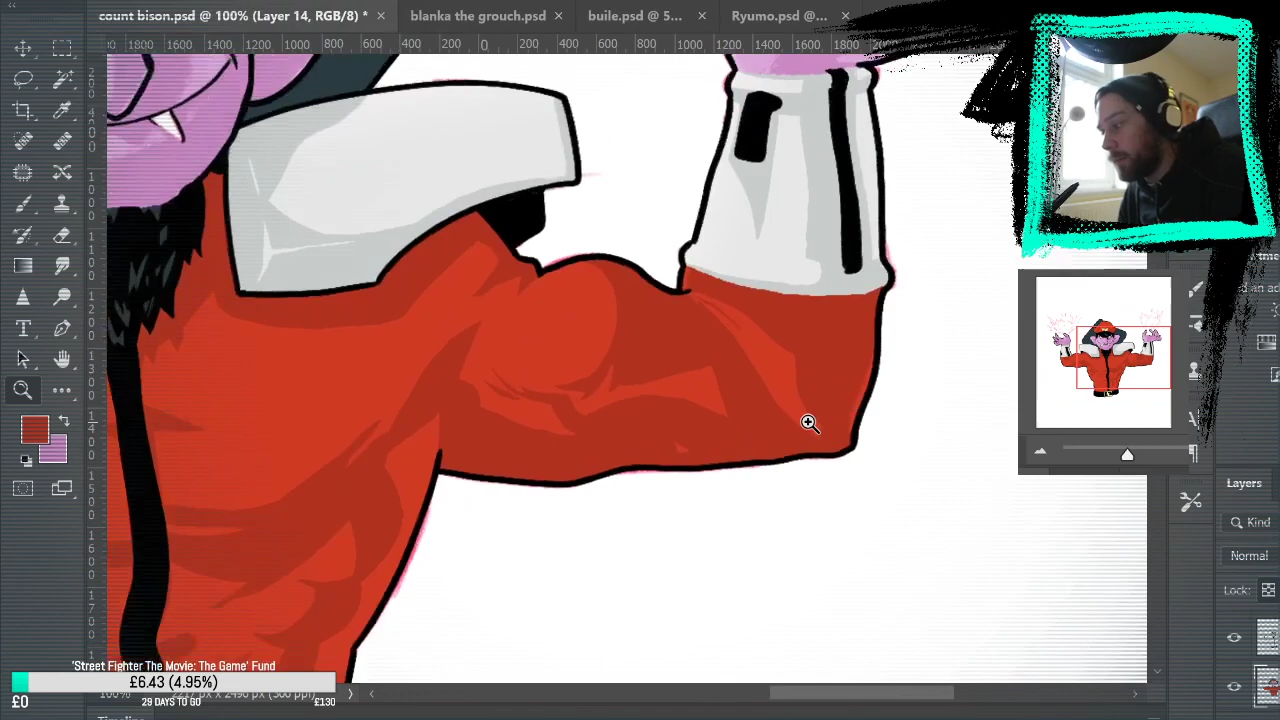 count bison.psd @ 100% (Layer 14, RGB/8) * ×
blanka the grouch.psd ×
buile.psd @ 5... ×
Ryumo.psd @... ×
1800 1600 1400 1200 1000 800 600 400 200 0 200 400 600 800 1000 1200 1400 1600 1800
Layers
Kind
Normal
Lock:
'Street Fighter The Movie: The Game' Fund
£6.43 (4.95%)
£0
29 DAYS TO GO
£130